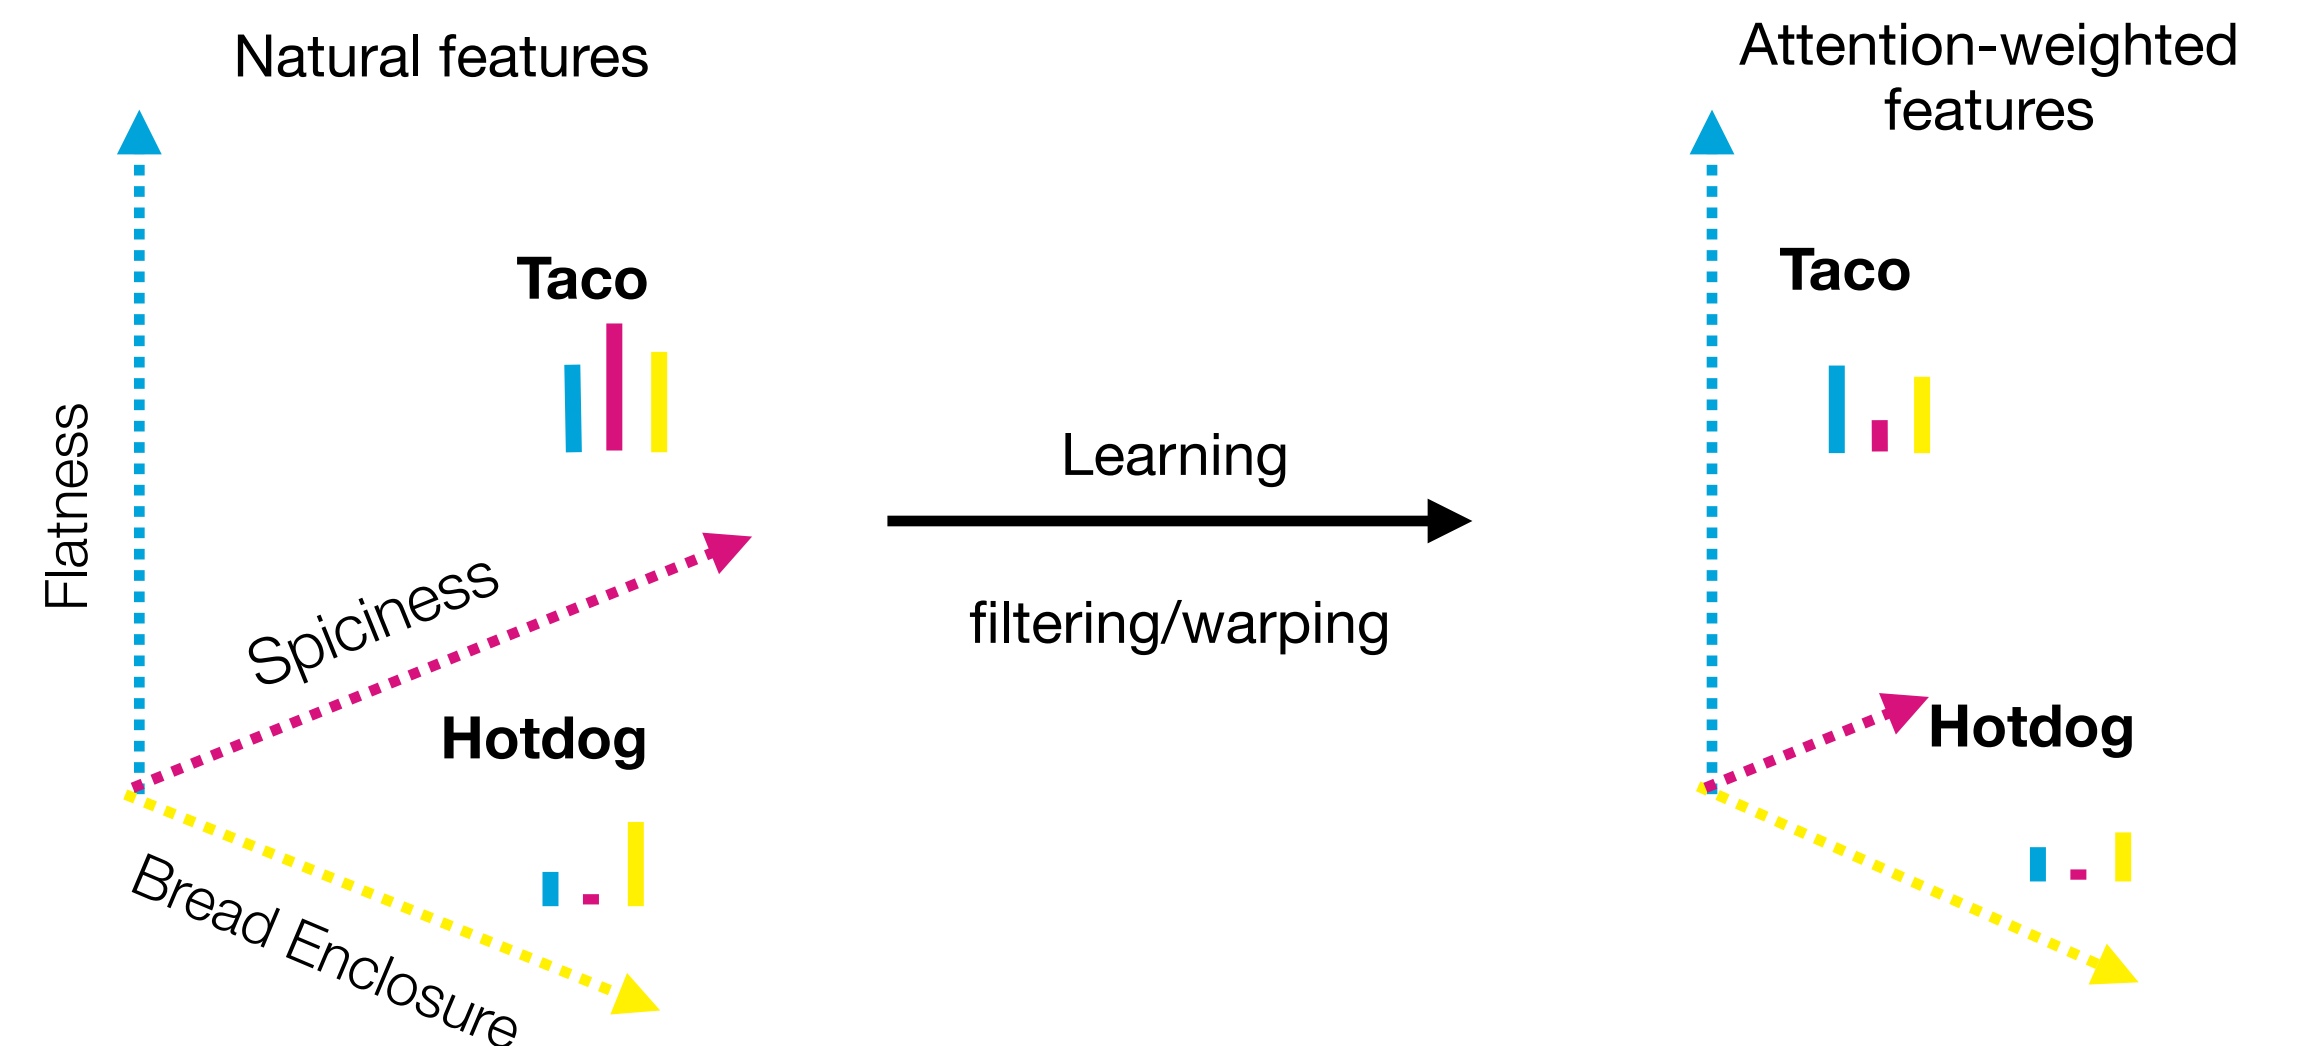 Natural features
Flatness
Taco
Spiciness
Hotdog
Bread Enclosure
Learning
filtering/warping
Attention-weighted
features
Taco
Hotdog